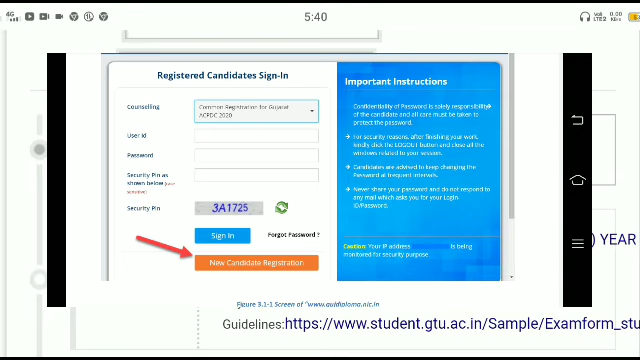 4G
5:40
VoLTE2
0.00 KB/s
Registered Candidates Sign-In
Counselling
Common Registration for Gujarat
ACPDC 2020
User Id
Password
Security Pin as
shown below (case
sensitive)
Security Pin
3A1725
Sign In
Forgot Password ?
New Candidate Registration
Important Instructions
Confidentiality of Password is solely responsibility
of the candidate and all care must be taken to
protect the password.
For security reasons, after finishing your work,
kindly click the LOGOUT button and close all the
windows related to your session.
Candidates are advised to keep changing the
Password at frequent intervals.
Never share your password and do not respond to
any mail which asks you for your Login-
ID/Password.
Caution: Your IP address is being
monitored for security purpose.
) YEAR
Figure 3.1-1 Screen of "www.gujdiploma.nic.in
Guidelines:https://www.student.gtu.ac.in/Sample/Examform_stu